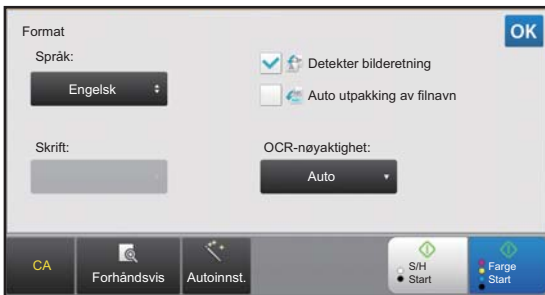 Format
OK
Språk:
Engelsk
Detekter bilderetning
Auto utpakking av filnavn
Skrift:
OCR-nøyaktighet:
Auto
CA
Forhåndsvis
Autoinnst.
S/H
Start
Farge
Start